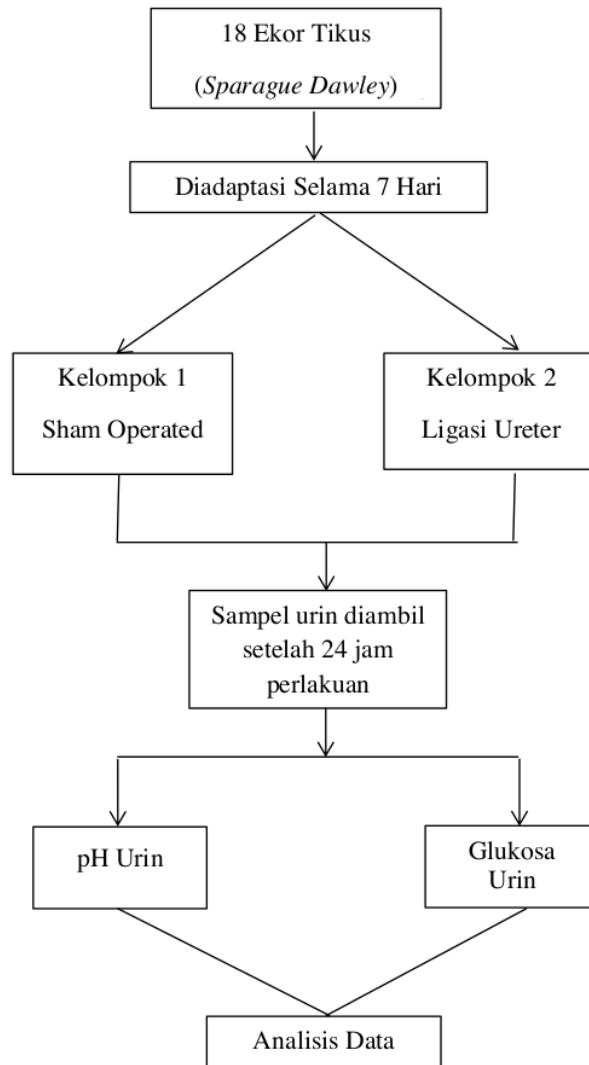 18 Ekor Tikus
(Sparague Dawley)
Diadaptasi Selama 7 Hari
Kelompok 1
Sham Operated
Kelompok 2
Ligasi Ureter
Sampel urin diambil
setelah 24 jam
perlakuan
pH Urin
Glukosa
Urin
Analisis Data